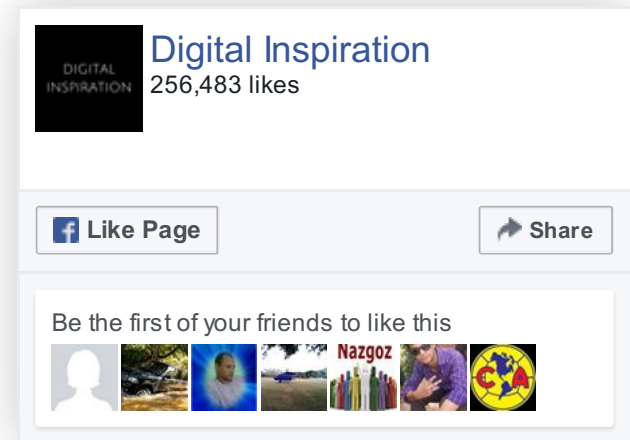 DIGITAL
INSPIRATION
Digital Inspiration
256,483 likes
Like Page
Share
Be the first of your friends to like this
Nazgoz
CA